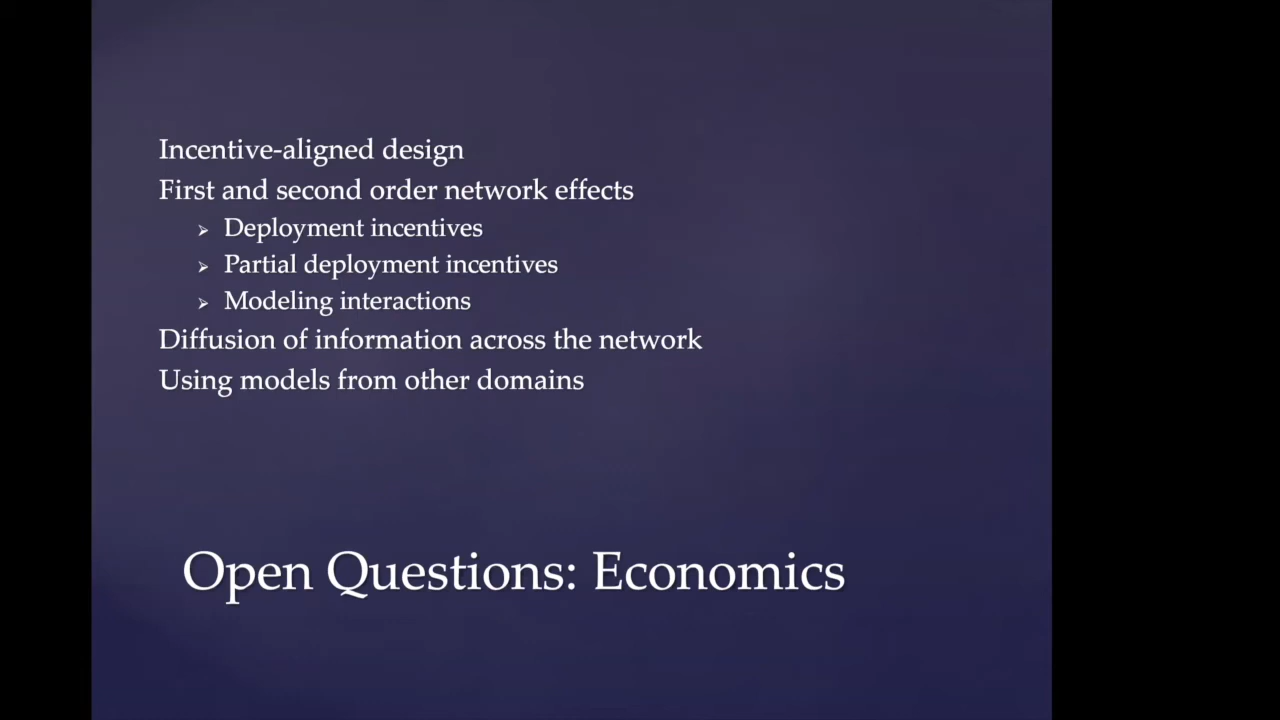 Incentive-aligned design
First and second order network effects
➢ Deployment incentives
➢ Partial deployment incentives
➢ Modeling interactions
Diffusion of information across the network
Using models from other domains
Open Questions: Economics